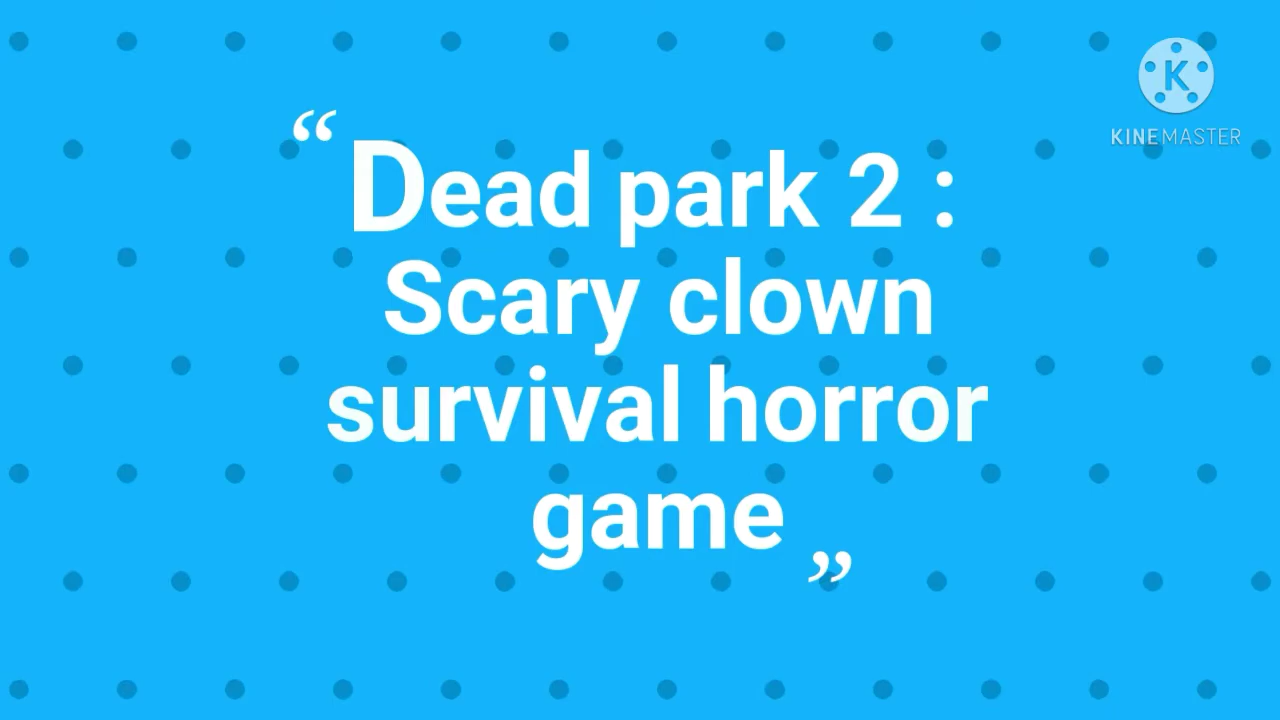 “Dead park 2 :
Scary clown
survival horror
game”
K
KINEMASTER